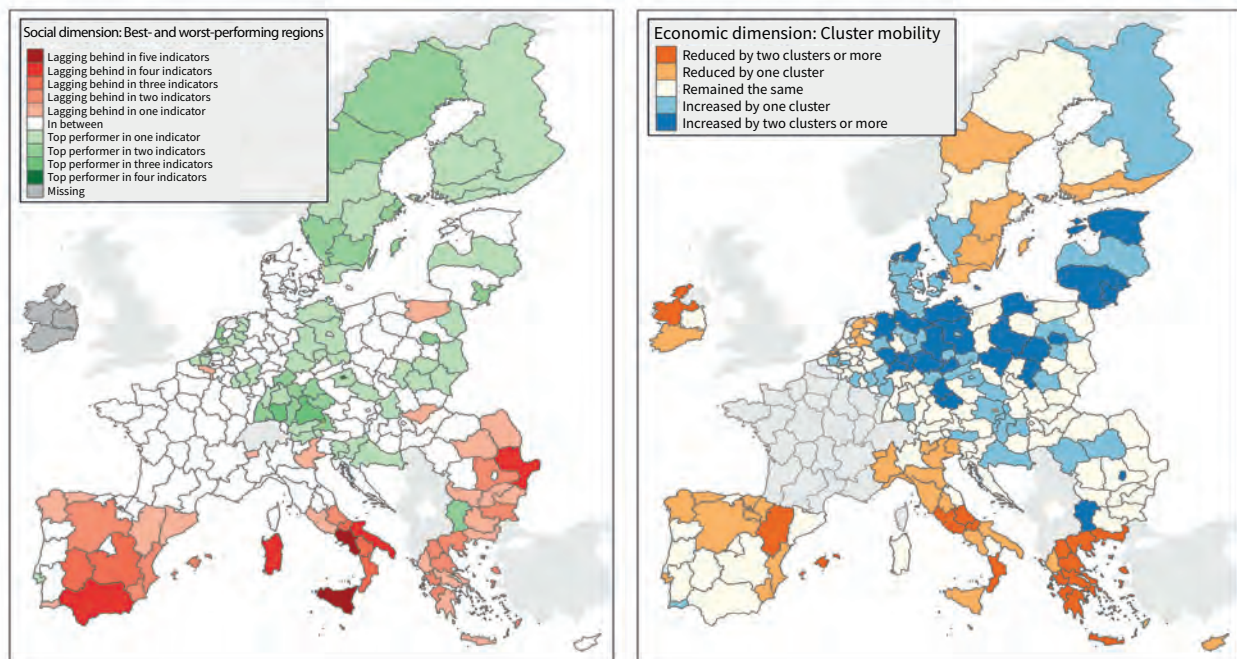 Social dimension: Best- and worst-performing regions
Lagging behind in five indicators
Lagging behind in four indicators
Lagging behind in three indicators
Lagging behind in two indicators
Lagging behind in one indicator
In between
Top performer in one indicator
Top performer in two indicators
Top performer in three indicators
Top performer in four indicators
Missing
Economic dimension: Cluster mobility
Reduced by two clusters or more
Reduced by one cluster
Remained the same
Increased by one cluster
Increased by two clusters or more